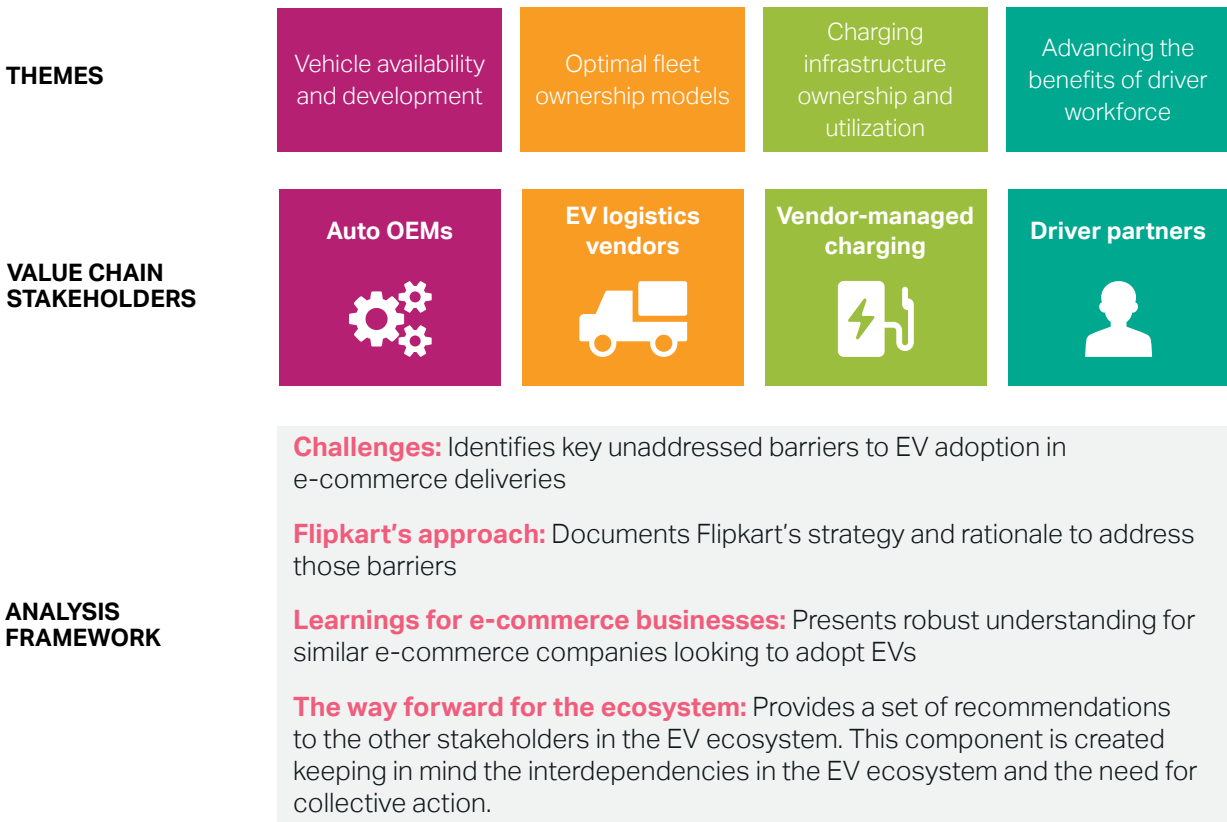 THEMES
Vehicle availability
and development
Optimal fleet
ownership models
Charging
infrastructure
ownership and
utilization
Advancing the
benefits of driver
workforce
VALUE CHAIN
STAKEHOLDERS
Auto OEMs
EV logistics
vendors
Vendor-managed
charging
Driver partners
ANALYSIS
FRAMEWORK
Challenges: Identifies key unaddressed barriers to EV adoption in
e-commerce deliveries
Flipkart's approach: Documents Flipkart's strategy and rationale to address
those barriers
Learnings for e-commerce businesses: Presents robust understanding for
similar e-commerce companies looking to adopt EVs
The way forward for the ecosystem: Provides a set of recommendations
to the other stakeholders in the EV ecosystem. This component is created
keeping in mind the interdependencies in the EV ecosystem and the need for
collective action.